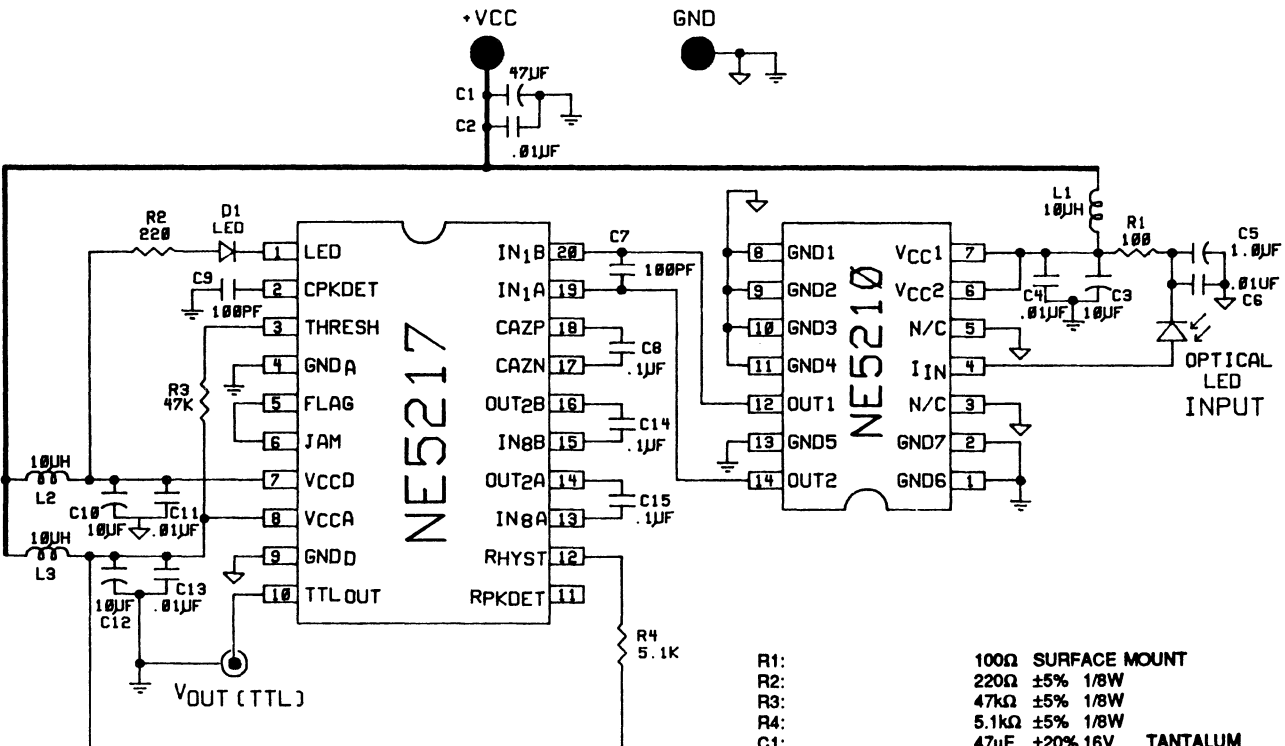 +VCC
GND
47µF
C1
C2
.01µF
R2
220
D1
LED
C9
100PF
R3
47K
10µH
L2
C10
10µF
C11
.01µF
10µH
L3
10µF
C12
C13
.01µF
VOUT (TTL)
1 LED
2 CPKDET
3 THRESH
4 GNDA
5 FLAG
6 JAM
7 VCCD
8 VCCA
9 GNDD
10 TTLOUT
NE5217
IN1B 20
IN1A 19
CAZP 18
CAZN 17
OUT2B 16
IN8B 15
OUT2A 14
IN8A 13
RHYST 12
RPKDET 11
C7
100PF
C8
.1µF
C14
.1µF
C15
.1µF
R4
5.1K
8 GND1
9 GND2
10 GND3
11 GND4
12 OUT1
13 GND5
14 OUT2
NE5210
VCC1 7
VCC2 6
N/C 5
IIN 4
N/C 3
GND7 2
GND6 1
L1
10µH
R1
100
C5
1.0µF
.01µF
C6
C4
.01µF
C3
10µF
OPTICAL
LED
INPUT
R1: 100Ω SURFACE MOUNT
R2: 220Ω ±5% 1/8W
R3: 47kΩ ±5% 1/8W
R4: 5.1kΩ ±5% 1/8W
C1: 47µF ±20% 16V TANTALUM